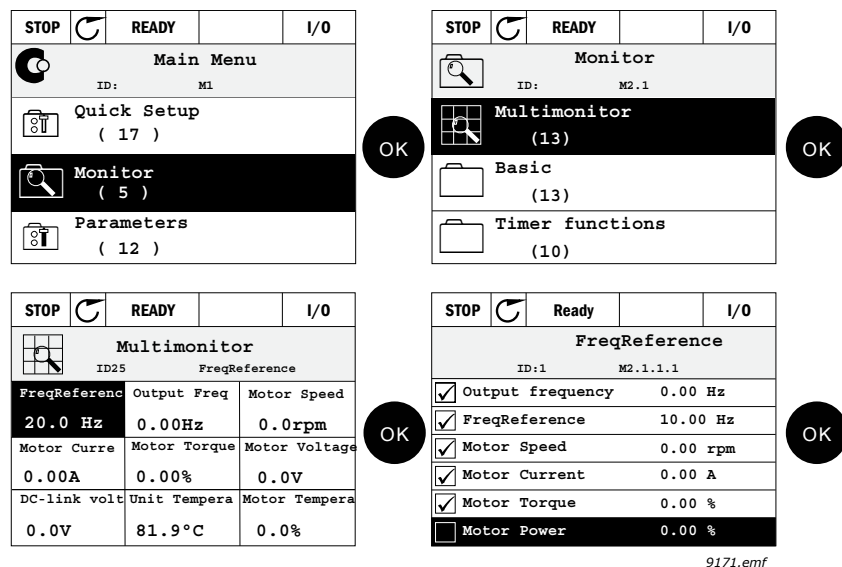 STOP READY I/O
Main Menu
ID: M1
Quick Setup
( 17 )
Monitor
( 5 )
Parameters
( 12 )
OK
STOP READY I/O
Monitor
ID: M2.1
Multimonitor
(13)
Basic
(13)
Timer functions
(10)
OK
STOP READY I/O
Multimonitor
ID25 FreqReference
FreqReferenc Output Freq Motor Speed
20.0 Hz 0.00Hz 0.0rpm
Motor Curre Motor Torque Motor Voltage
0.00A 0.00% 0.0V
DC-link volt Unit Tempera Motor Tempera
0.0V 81.9°C 0.0%
OK
STOP Ready I/O
FreqReference
ID:1 M2.1.1.1
Output frequency 0.00 Hz
FreqReference 10.00 Hz
Motor Speed 0.00 rpm
Motor Current 0.00 A
Motor Torque 0.00 %
Motor Power 0.00 %
OK
9171.emf